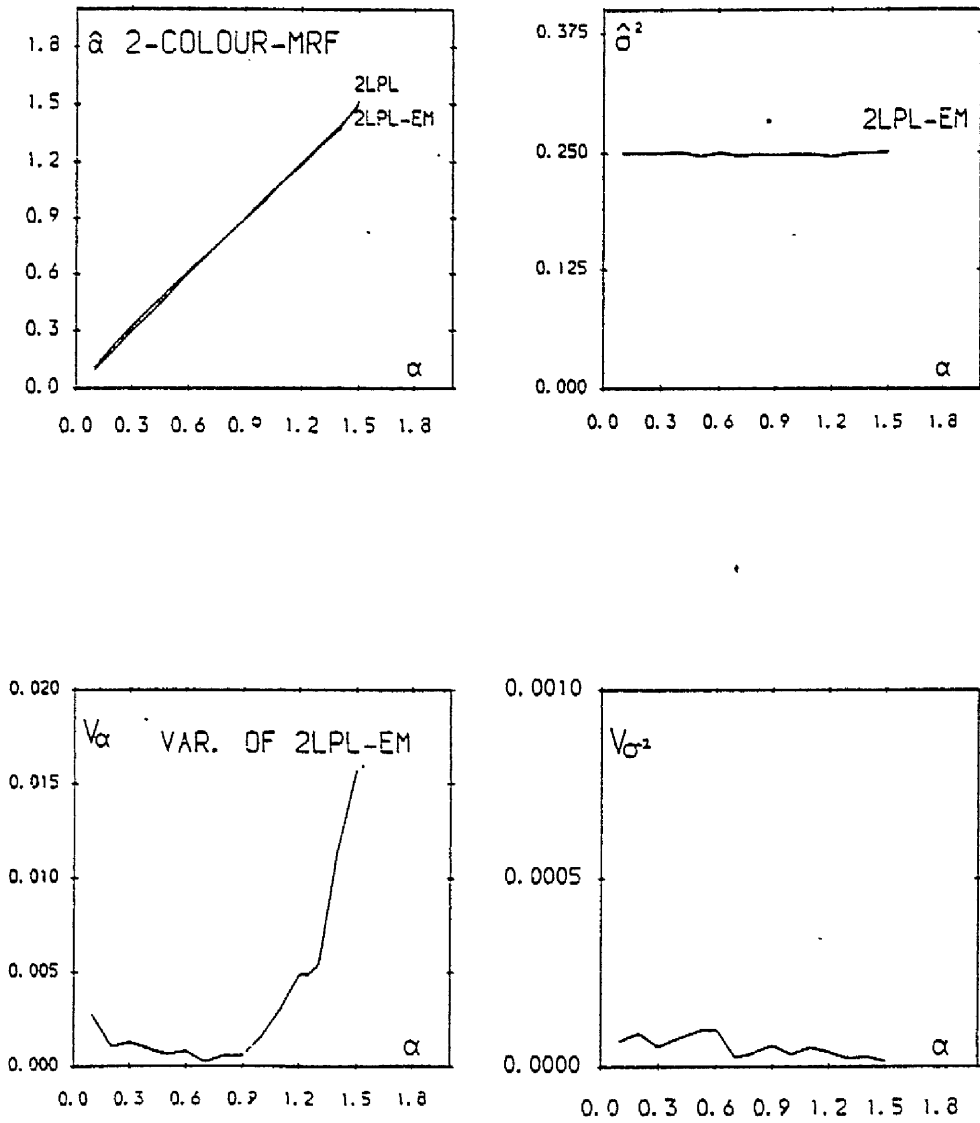 â 2-COLOUR-MRF
1.8
1.5
1.2
0.9
0.6
0.3
0.0
2LPL
2LPL-EM
α
0.0 0.3 0.6 0.9 1.2 1.5 1.8
σ̂²
0.375
0.250
0.125
0.000
2LPL-EM
α
0.0 0.3 0.6 0.9 1.2 1.5 1.8
Vα VAR. OF 2LPL-EM
0.020
0.015
0.010
0.005
0.000
α
0.0 0.3 0.6 0.9 1.2 1.5 1.8
Vσ²
0.0010
0.0005
0.0000
α
0.0 0.3 0.6 0.9 1.2 1.5 1.8